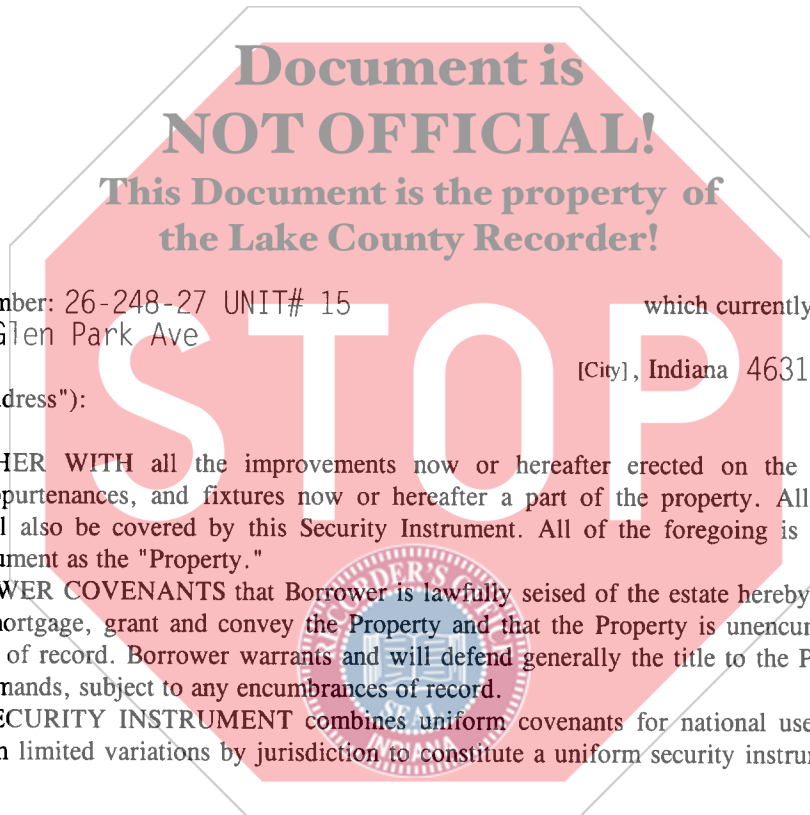 Document is
NOT OFFICIAL!
This Document is the property of
the Lake County Recorder!
mber: 26-248-27 UNIT# 15 which currently
Glen Park Ave
[City], Indiana 4631
dress"):
STOP
HER WITH all the improvements now or hereafter erected on the
purtenances, and fixtures now or hereafter a part of the property. All
l also be covered by this Security Instrument. All of the foregoing is
ument as the "Property."
WER COVENANTS that Borrower is lawfully seised of the estate hereby
ortgage, grant and convey the Property and that the Property is unencum
of record. Borrower warrants and will defend generally the title to the P
mands, subject to any encumbrances of record.
ECURITY INSTRUMENT combines uniform covenants for national use
limited variations by jurisdiction to constitute a uniform security instrum
RECORDER'S OFFICE
SEAL
INDIANA